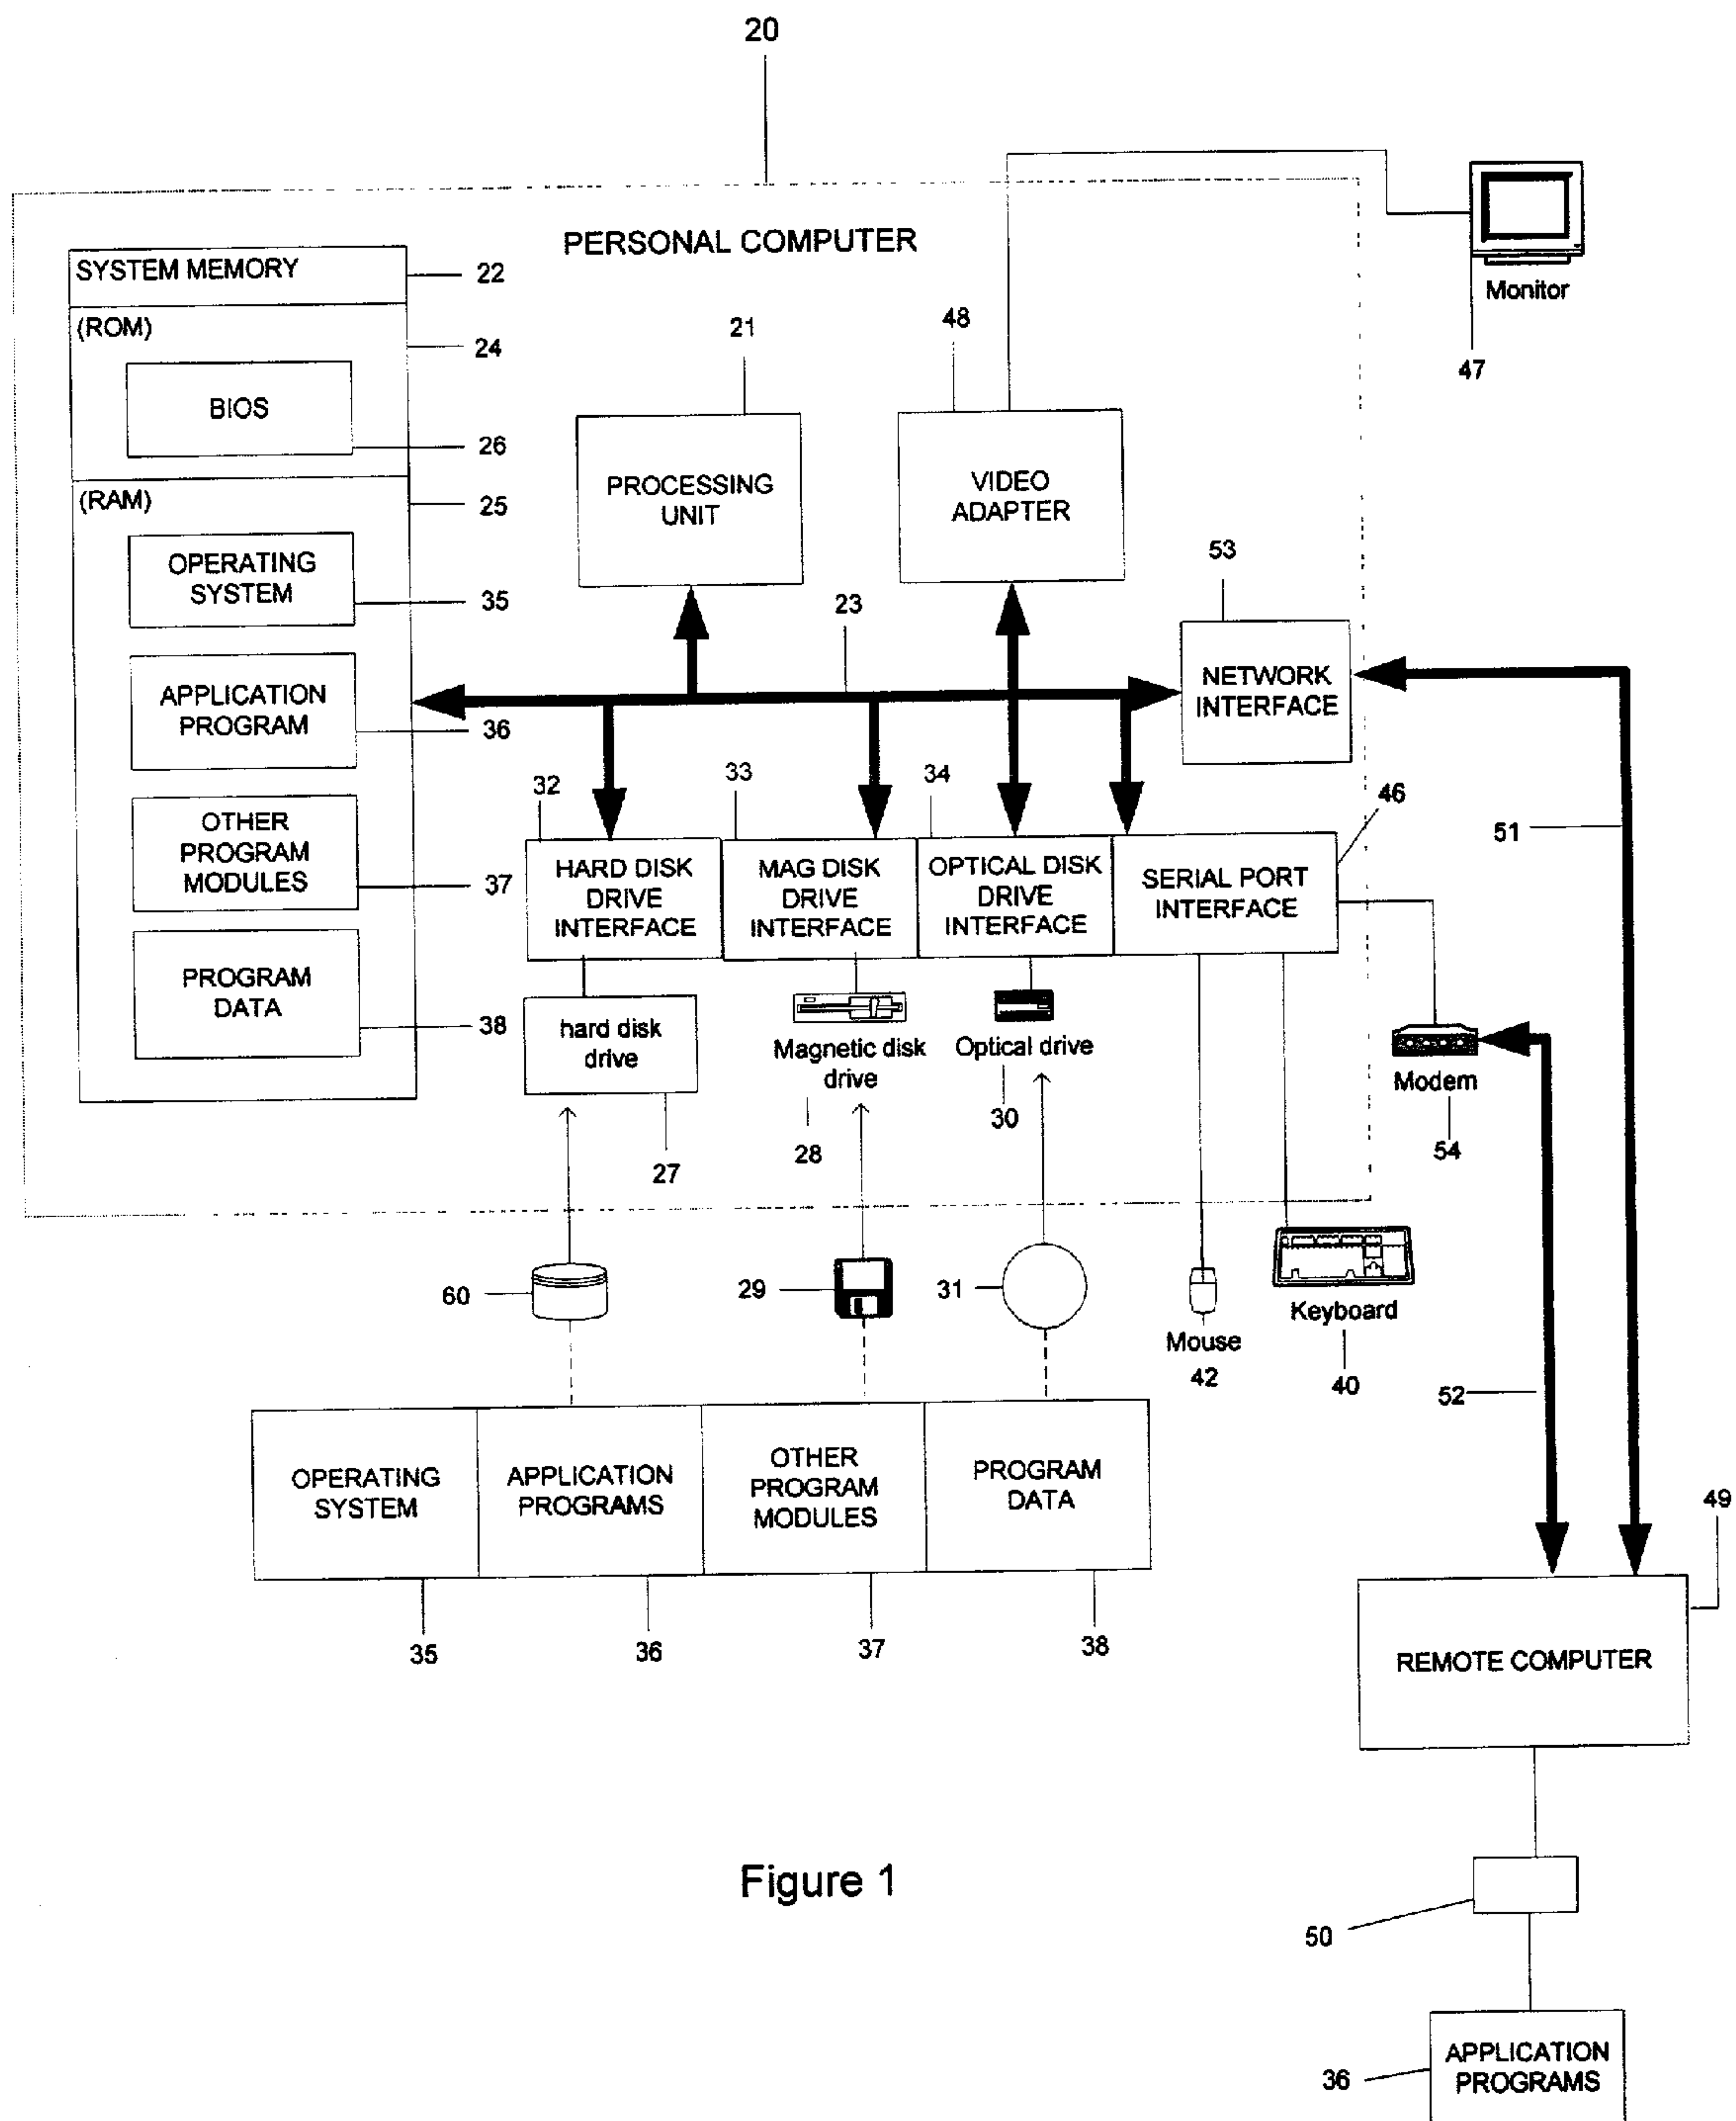 20
PERSONAL COMPUTER
SYSTEM MEMORY
22
(ROM)
24
BIOS
26
(RAM)
25
OPERATING
SYSTEM
35
APPLICATION
PROGRAM
36
OTHER
PROGRAM
MODULES
37
PROGRAM
DATA
38
21
PROCESSING
UNIT
48
VIDEO
ADAPTER
Monitor
47
23
53
NETWORK
INTERFACE
32
HARD DISK
DRIVE
INTERFACE
33
MAG DISK
DRIVE
INTERFACE
34
OPTICAL DISK
DRIVE
INTERFACE
46
SERIAL PORT
INTERFACE
51
hard disk
drive
27
Magnetic disk
drive
28
Optical drive
30
Modem
54
60
29
31
Mouse
42
Keyboard
40
52
OPERATING
SYSTEM
35
APPLICATION
PROGRAMS
36
OTHER
PROGRAM
MODULES
37
PROGRAM
DATA
38
49
REMOTE COMPUTER
50
36
APPLICATION
PROGRAMS
Figure 1